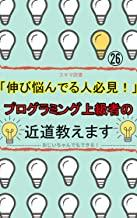 ㉖
スキマ読書
「伸び悩んでる人必見！」
プログラミング上級者の
近道教えます
おじいちゃんでもできる！